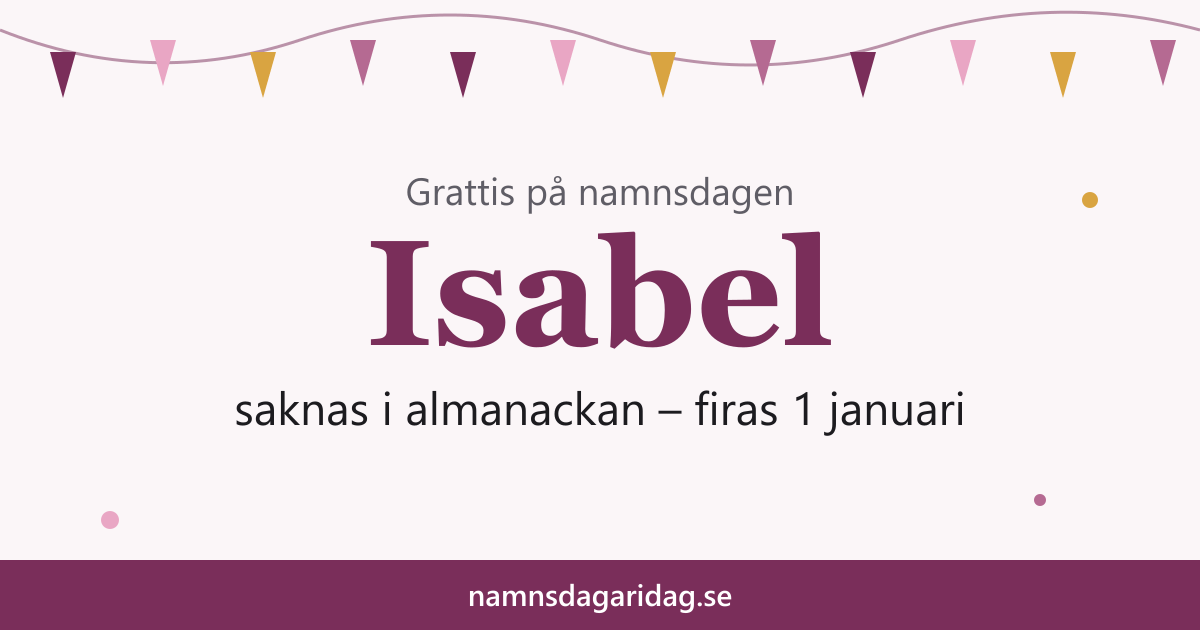 Grattis på namnsdagen
Isabel
saknas i almanackan – firas 1 januari
namnsdagaridag.se